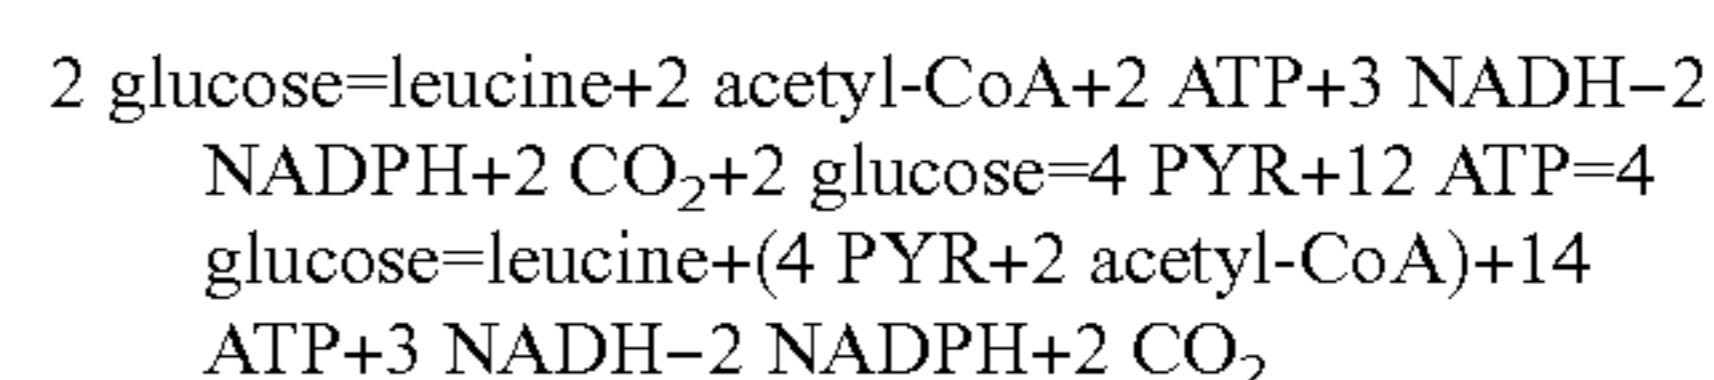 2 glucose=leucine+2 acetyl-CoA+2 ATP+3 NADH−2
NADPH+2 CO₂+2 glucose=4 PYR+12 ATP=4
glucose=leucine+(4 PYR+2 acetyl-CoA)+14
ATP+3 NADH−2 NADPH+2 CO₂